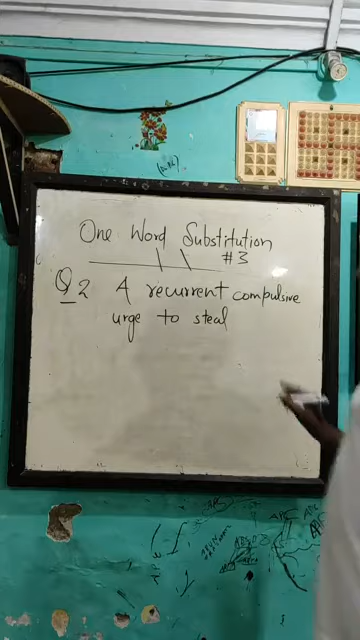 One Word Substitution
#3
Q2 A recurrent compulsive
urge to steal